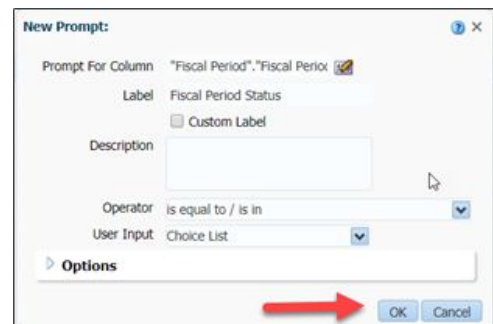 New Prompt:
Prompt For Column "Fiscal Period"."Fiscal Perio
Label Fiscal Period Status
Custom Label
Description
Operator is equal to / is in
User Input Choice List
Options
OK Cancel